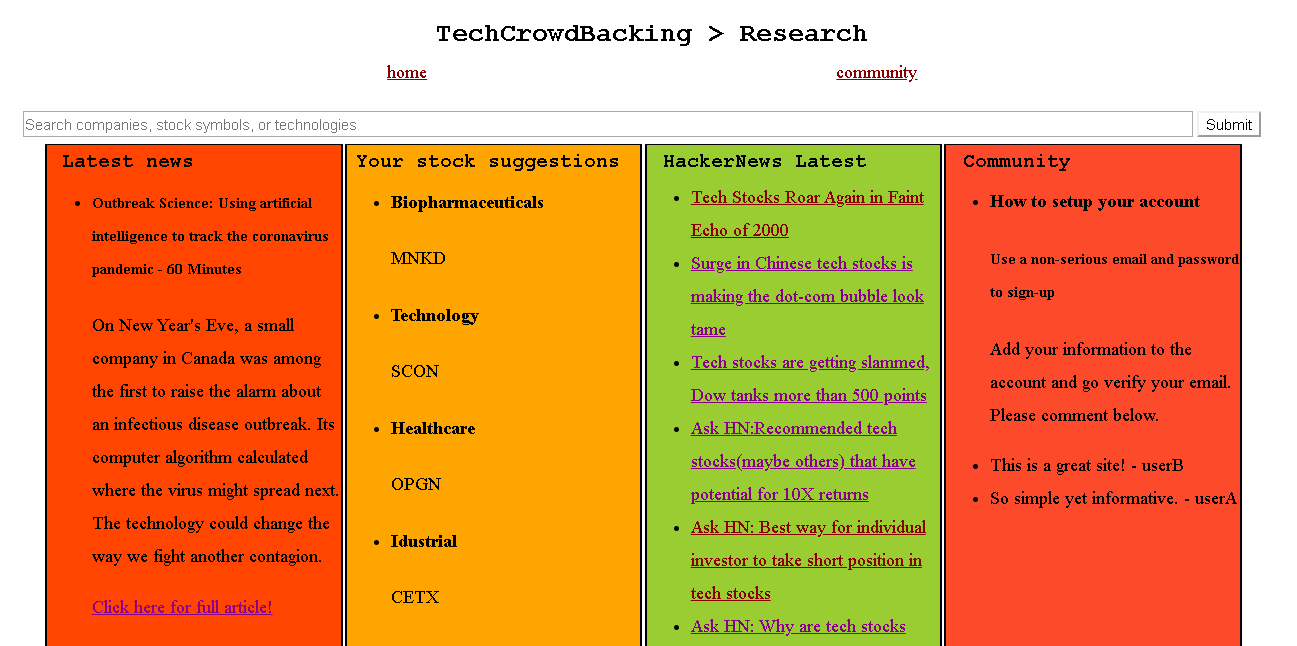 TechCrowdBacking > Research
home
community
Search companies, stock symbols, or technologies
Submit
Latest news
Outbreak Science: Using artificial
intelligence to track the coronavirus
pandemic - 60 Minutes
On New Year's Eve, a small
company in Canada was among
the first to raise the alarm about
an infectious disease outbreak. Its
computer algorithm calculated
where the virus might spread next.
The technology could change the
way we fight another contagion.
Click here for full article!
Your stock suggestions
Biopharmaceuticals
MNKD
Technology
SCON
Healthcare
OPGN
Idustrial
CETX
HackerNews Latest
Tech Stocks Roar Again in Faint
Echo of 2000
Surge in Chinese tech stocks is
making the dot-com bubble look
tame
Tech stocks are getting slammed,
Dow tanks more than 500 points
Ask HN:Recommended tech
stocks(maybe others) that have
potential for 10X returns
Ask HN: Best way for individual
investor to take short position in
tech stocks
Ask HN: Why are tech stocks
Community
How to setup your account
Use a non-serious email and password
to sign-up
Add your information to the
account and go verify your email.
Please comment below.
This is a great site! - userB
So simple yet informative. - userA